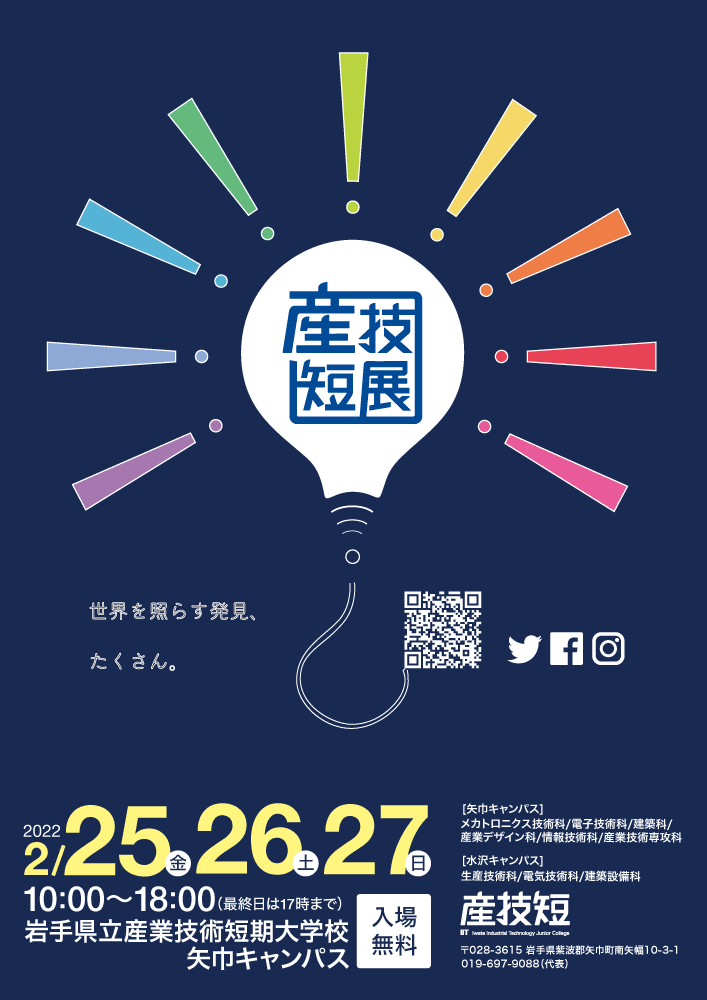 産技
短展
世界を照らす発見、
たくさん。
2022
2/25金26土27日
10:00〜18:00(最終日は17時まで)
岩手県立産業技術短期大学校
矢巾キャンパス
入場
無料
[矢巾キャンパス]
メカトロニクス技術科/電子技術科/建築科/
産業デザイン科/情報技術科/産業技術専攻科
[水沢キャンパス]
生産技術科/電気技術科/建築設備科
産技短
IIT Iwate Industrial Technology Junior College
〒028-3615 岩手県紫波郡矢巾町南矢幅10-3-1
019-697-9088(代表)